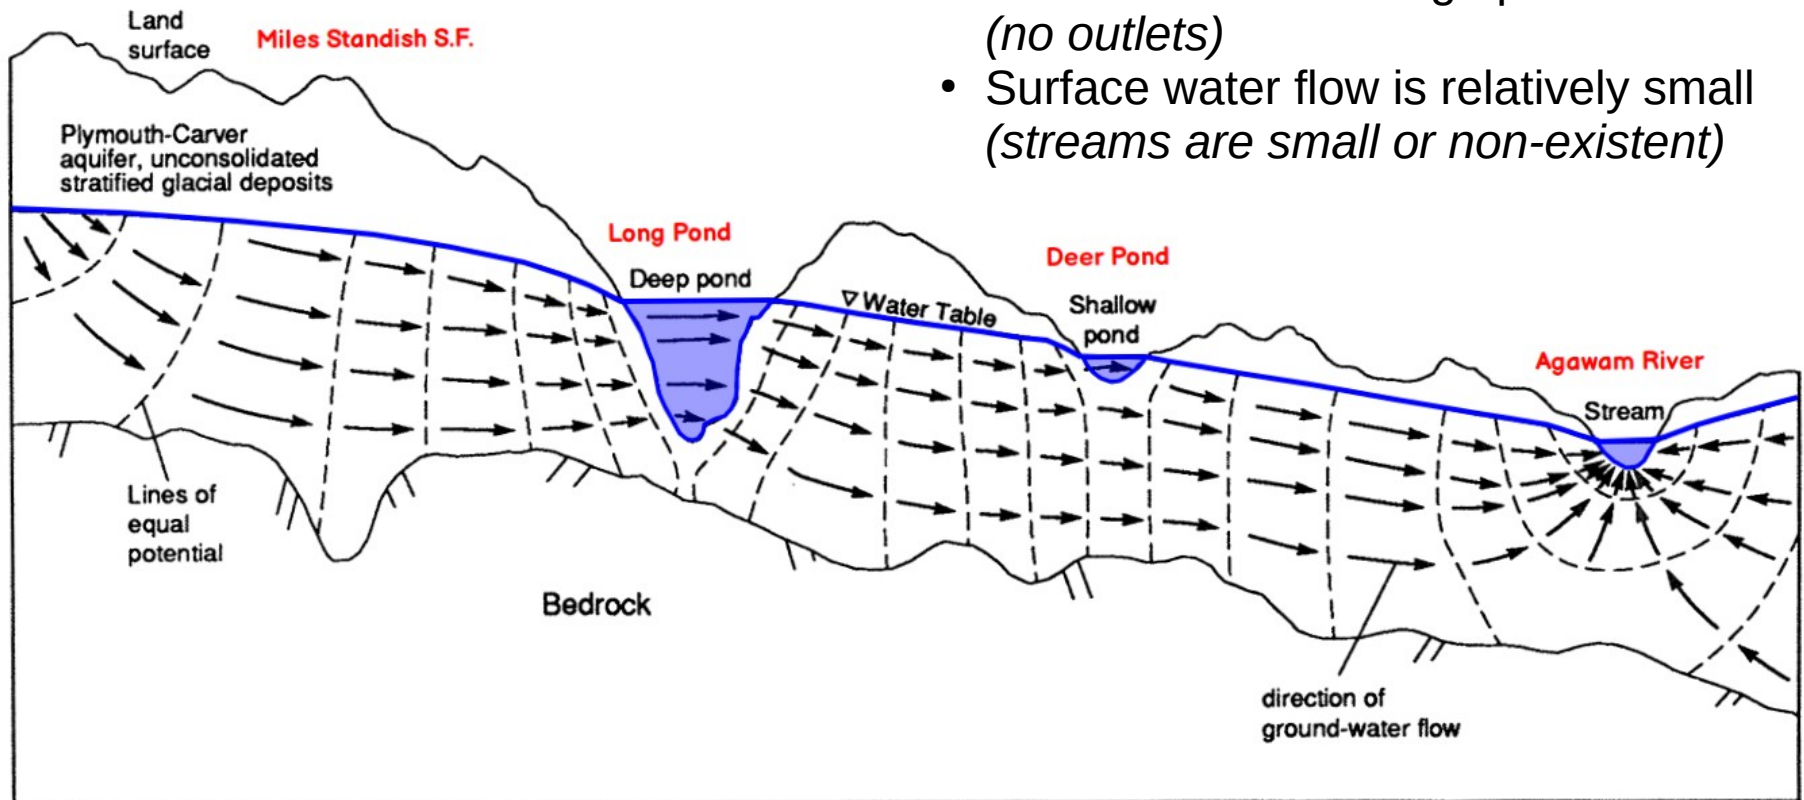 (no outlets)
• Surface water flow is relatively small
(streams are small or non-existent)
Land
surface
Miles Standish S.F.
Plymouth-Carver
aquifer, unconsolidated
stratified glacial deposits
Long Pond
Deep pond
Water Table
Deer Pond
Shallow
pond
Agawam River
Stream
Lines of
equal
potential
Bedrock
direction of
ground-water flow